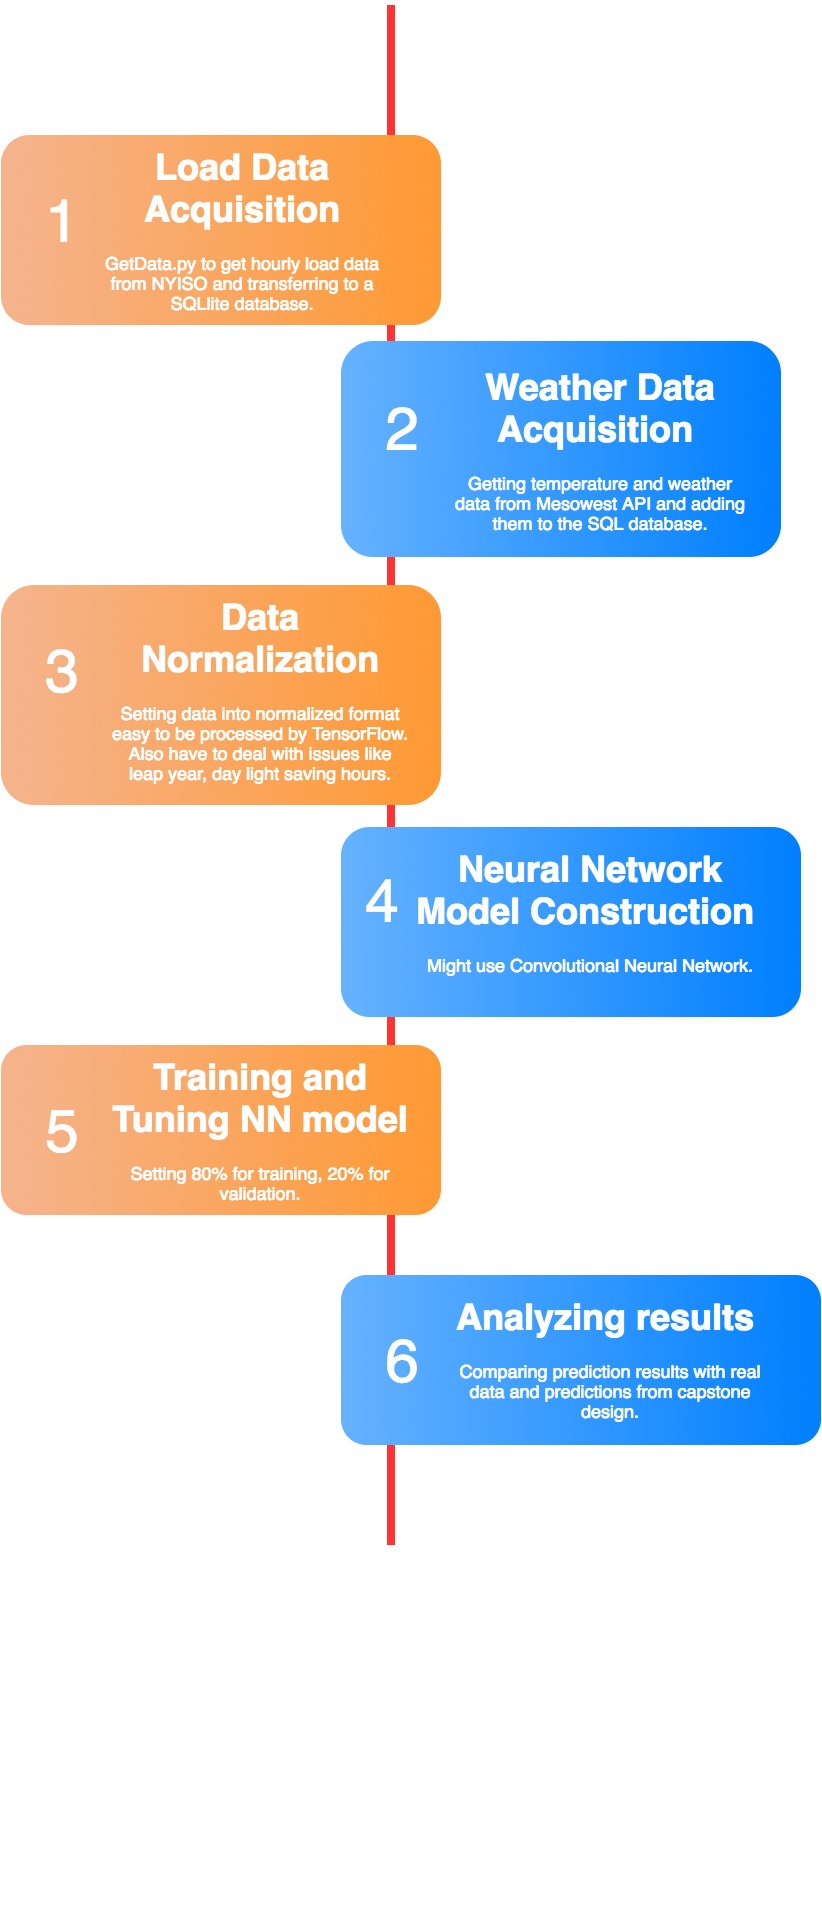 1
Load Data
Acquisition
GetData.py to get hourly load data
from NYISO and transferring to a
SQLlite database.
2
Weather Data
Acquisition
Getting temperature and weather
data from Mesowest API and adding
them to the SQL database.
3
Data
Normalization
Setting data into normalized format
easy to be processed by TensorFlow.
Also have to deal with issues like
leap year, day light saving hours.
4
Neural Network
Model Construction
Might use Convolutional Neural Network.
5
Training and
Tuning NN model
Setting 80% for training, 20% for
validation.
6
Analyzing results
Comparing prediction results with real
data and predictions from capstone
design.